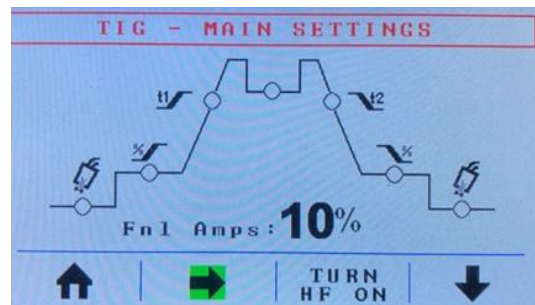 TIG - MAIN SETTINGS
t1 t2
% %
Fnl Amps: 10%
TURN
HF ON